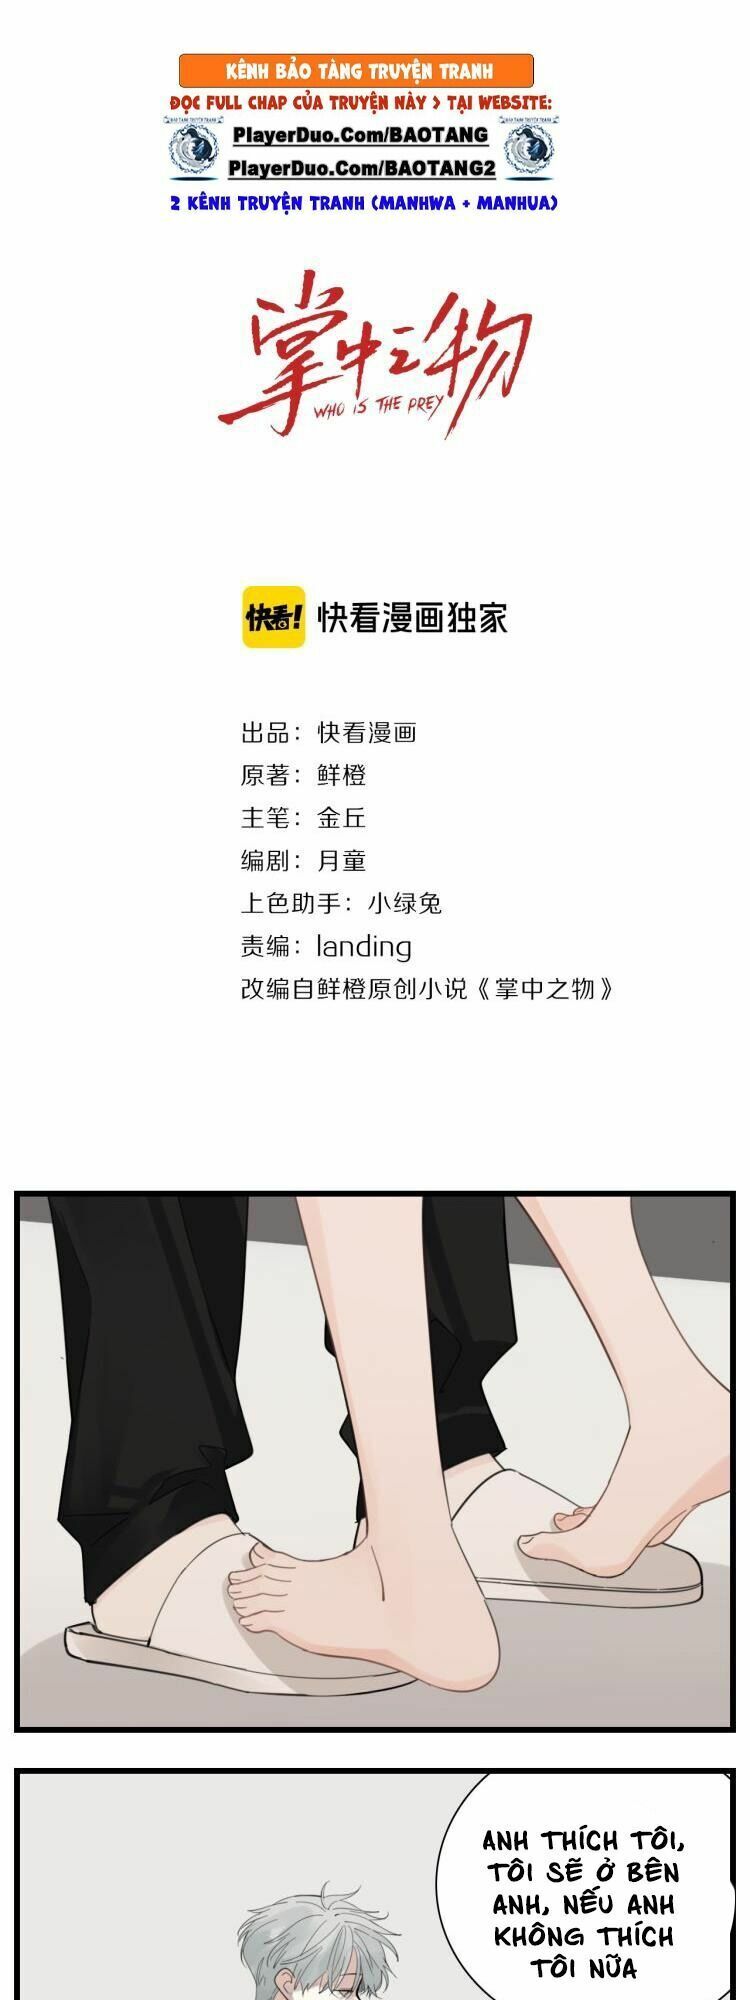 KÊNH BẢO TÀNG TRUYỆN TRANH
ĐỌC FULL CHAP CỦA TRUYỆN NÀY > TẠI WEBSITE:
PlayerDuo.Com/BAOTANG
PlayerDuo.Com/BAOTANG2
2 KÊNH TRUYỆN TRANH (MANHWA + MANHUA)
掌中之物
WHO IS THE PREY
快看! 快看漫画独家
出品：快看漫画
原著：鲜橙
主笔：金丘
编剧：月童
上色助手：小绿兔
责编：landing
改编自鲜橙原创小说《掌中之物》
ANH THÍCH TÔI,
TÔI SẼ Ở BÊN
ANH, NẾU ANH
KHÔNG THÍCH
TÔI NỮA